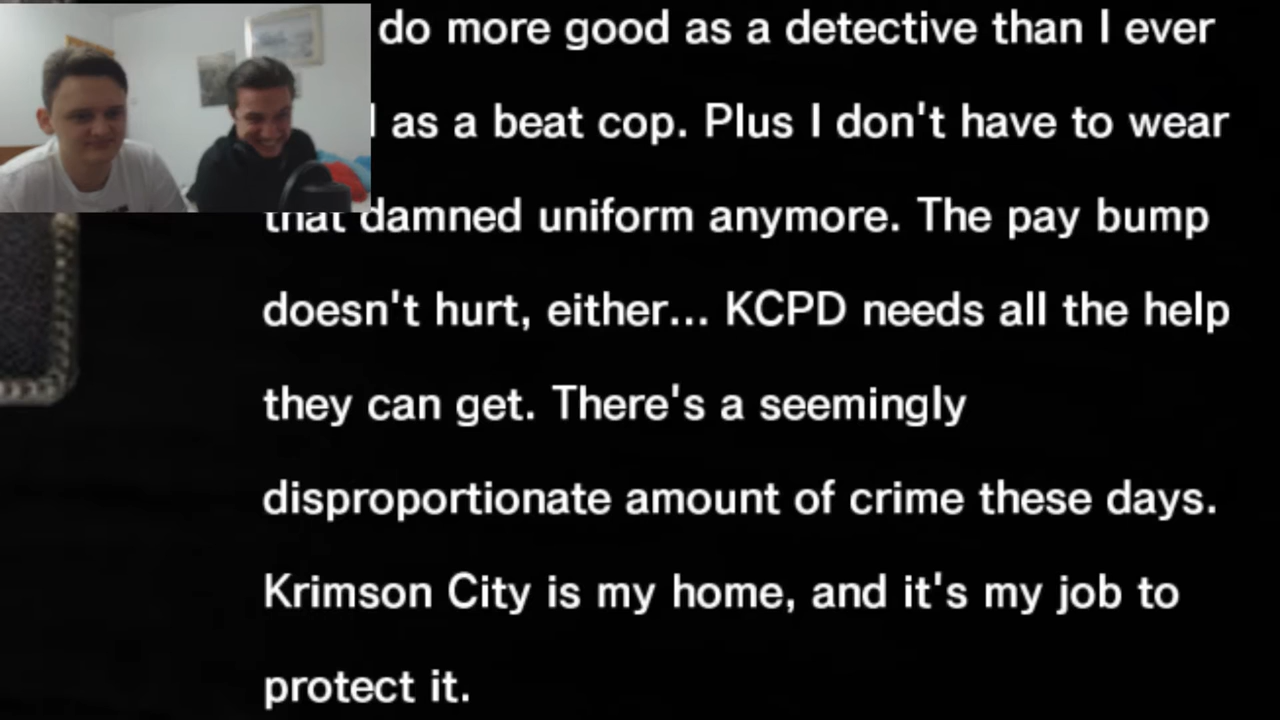 do more good as a detective than I ever
as a beat cop. Plus I don't have to wear
that damned uniform anymore. The pay bump
doesn't hurt, either... KCPD needs all the help
they can get. There's a seemingly
disproportionate amount of crime these days.
Krimson City is my home, and it's my job to
protect it.